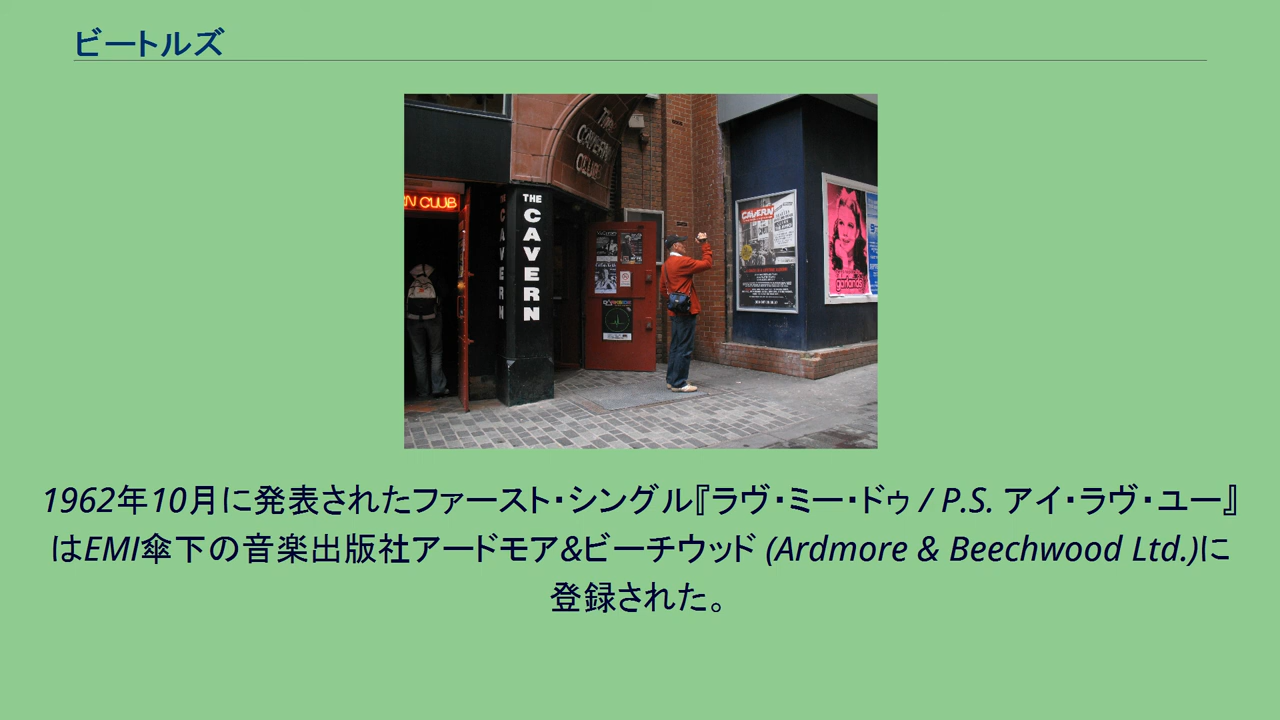 ビートルズ
THE
CAVERN
CLUB
N CLUB
THE
CAVERN
CAVERN
CAVERN
garlands
1962年10月に発表されたファースト・シングル『ラヴ・ミー・ドゥ / P.S. アイ・ラヴ・ユー』
はEMI傘下の音楽出版社アードモア&ビーチウッド (Ardmore & Beechwood Ltd.)に
登録された。